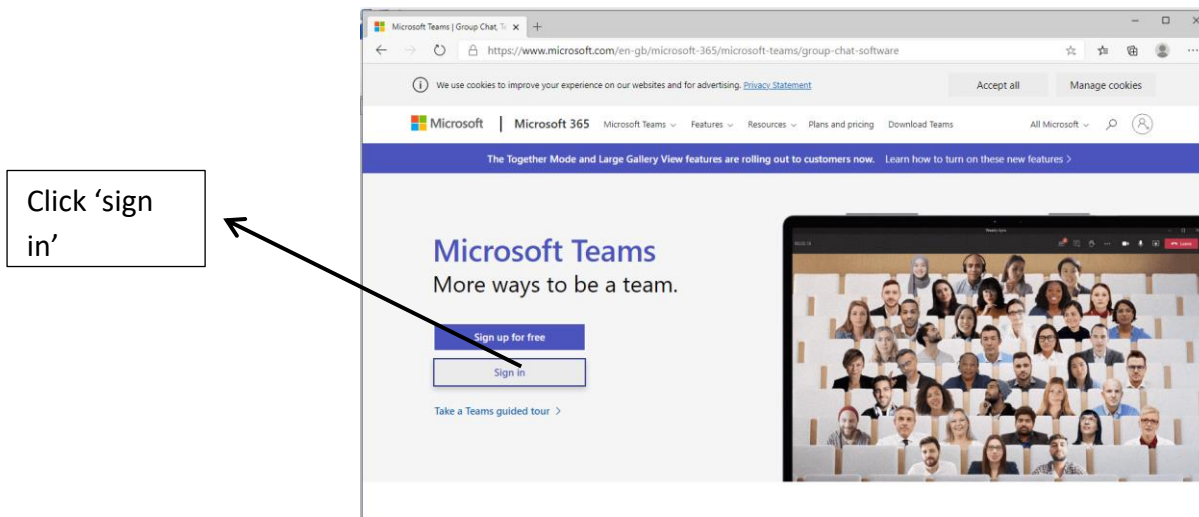 Microsoft Teams | Group Chat, Te
https://www.microsoft.com/en-gb/microsoft-365/microsoft-teams/group-chat-software
We use cookies to improve your experience on our websites and for advertising. Privacy Statement
Accept all
Manage cookies
Microsoft | Microsoft 365 Microsoft Teams Features Resources Plans and pricing Download Teams All Microsoft
The Together Mode and Large Gallery View features are rolling out to customers now. Learn how to turn on these new features >
Click ‘sign
in’
Microsoft Teams
More ways to be a team.
Sign up for free
Sign in
Take a Teams guided tour >
Weekly Sync
Leave